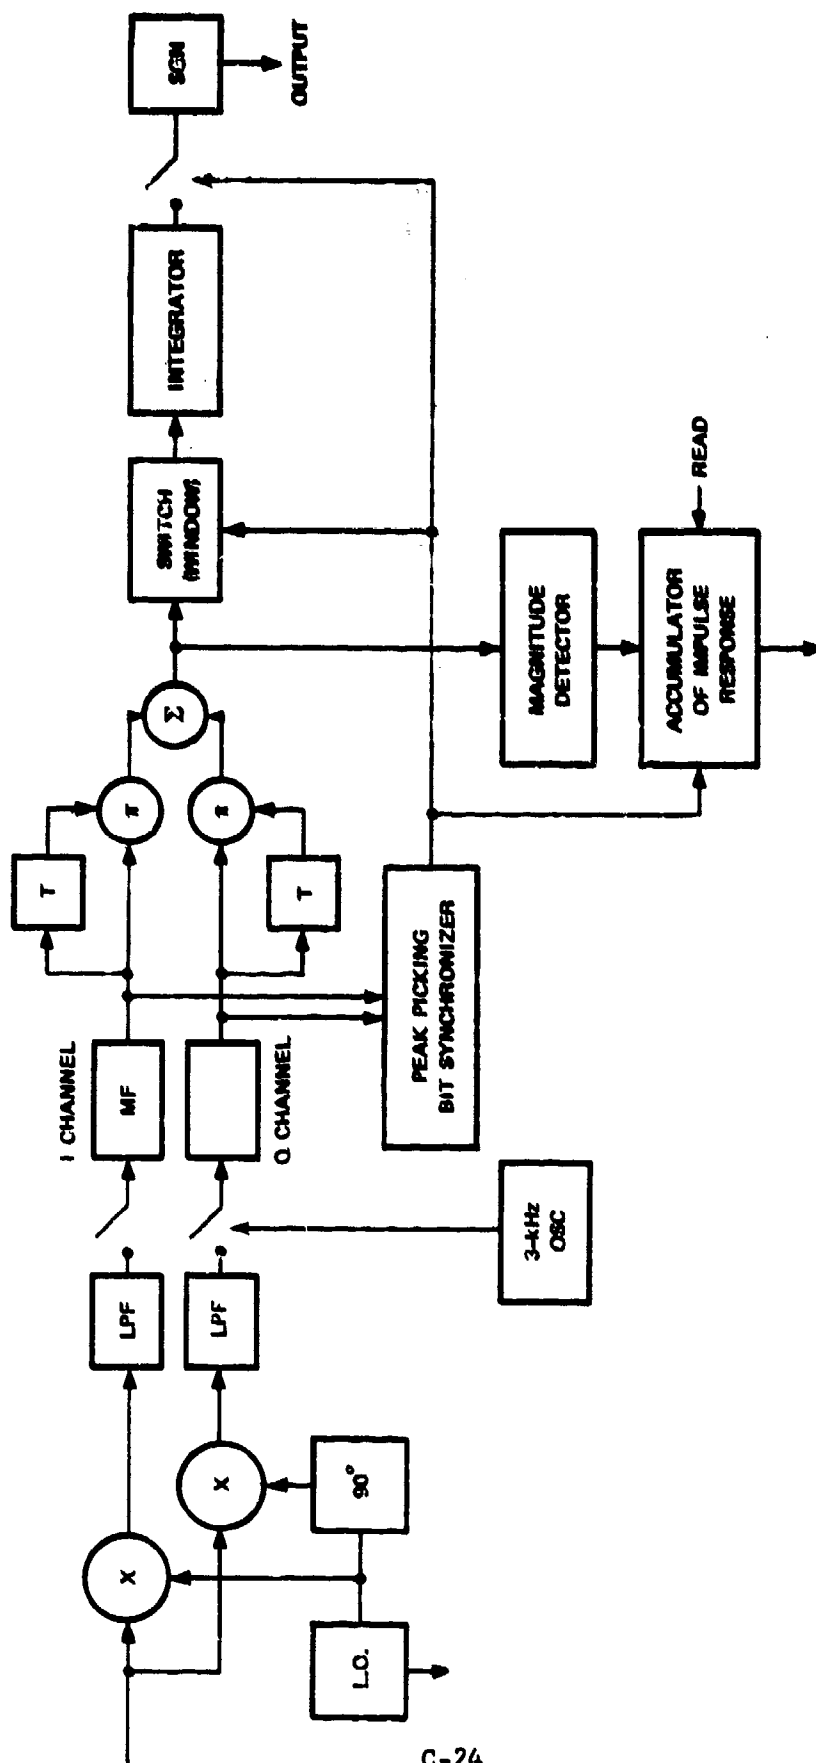 X
X
L.O.
90°
LPF
LPF
3-kHz
OSC
I CHANNEL
MF
Q CHANNEL
PEAK PICKING
BIT SYNCHRONIZER
T
T
π
π
Σ
SWITCH
(WINDOW)
INTEGRATOR
SGN
OUTPUT
MAGNITUDE
DETECTOR
ACCUMULATOR
OF IMPULSE
RESPONSE
READ
C-24